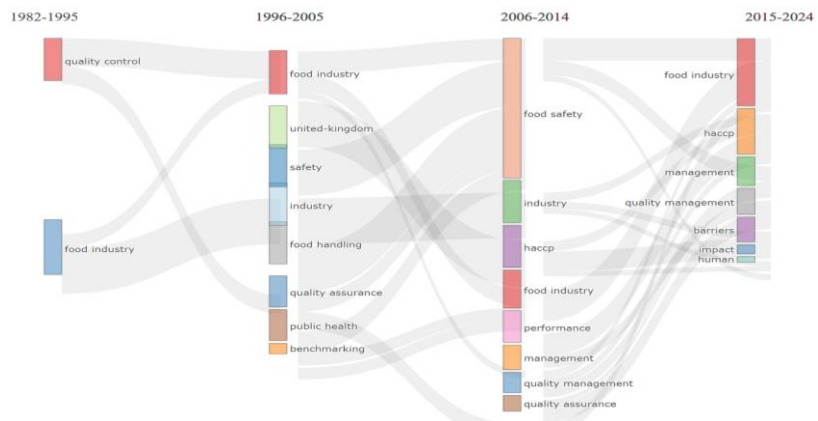 1982-1995
1996-2005
2006-2014
2015-2024
quality control
food industry
food industry
united-kingdom
safety
industry
food handling
quality assurance
public health
benchmarking
food safety
industry
haccp
food industry
performance
management
quality management
quality assurance
food industry
haccp
management
quality management
barriers
impact
human